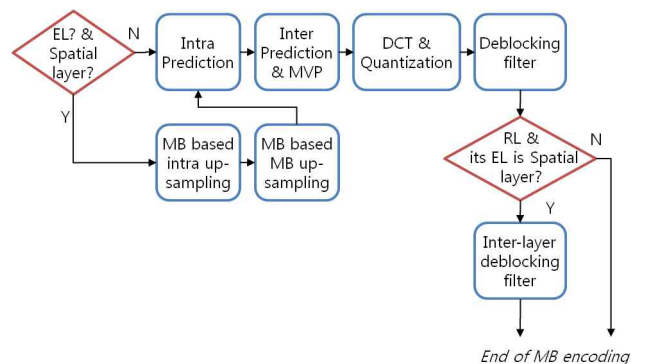 EL? &
Spatial
layer?
N
Y
Intra
Prediction
Inter
Prediction
& MVP
DCT &
Quantization
Deblocking
filter
MB based
intra up-
sampling
MB based
MB up-
sampling
RL &
its EL is Spatial
layer?
N
Y
Inter-layer
deblocking
filter
End of MB encoding